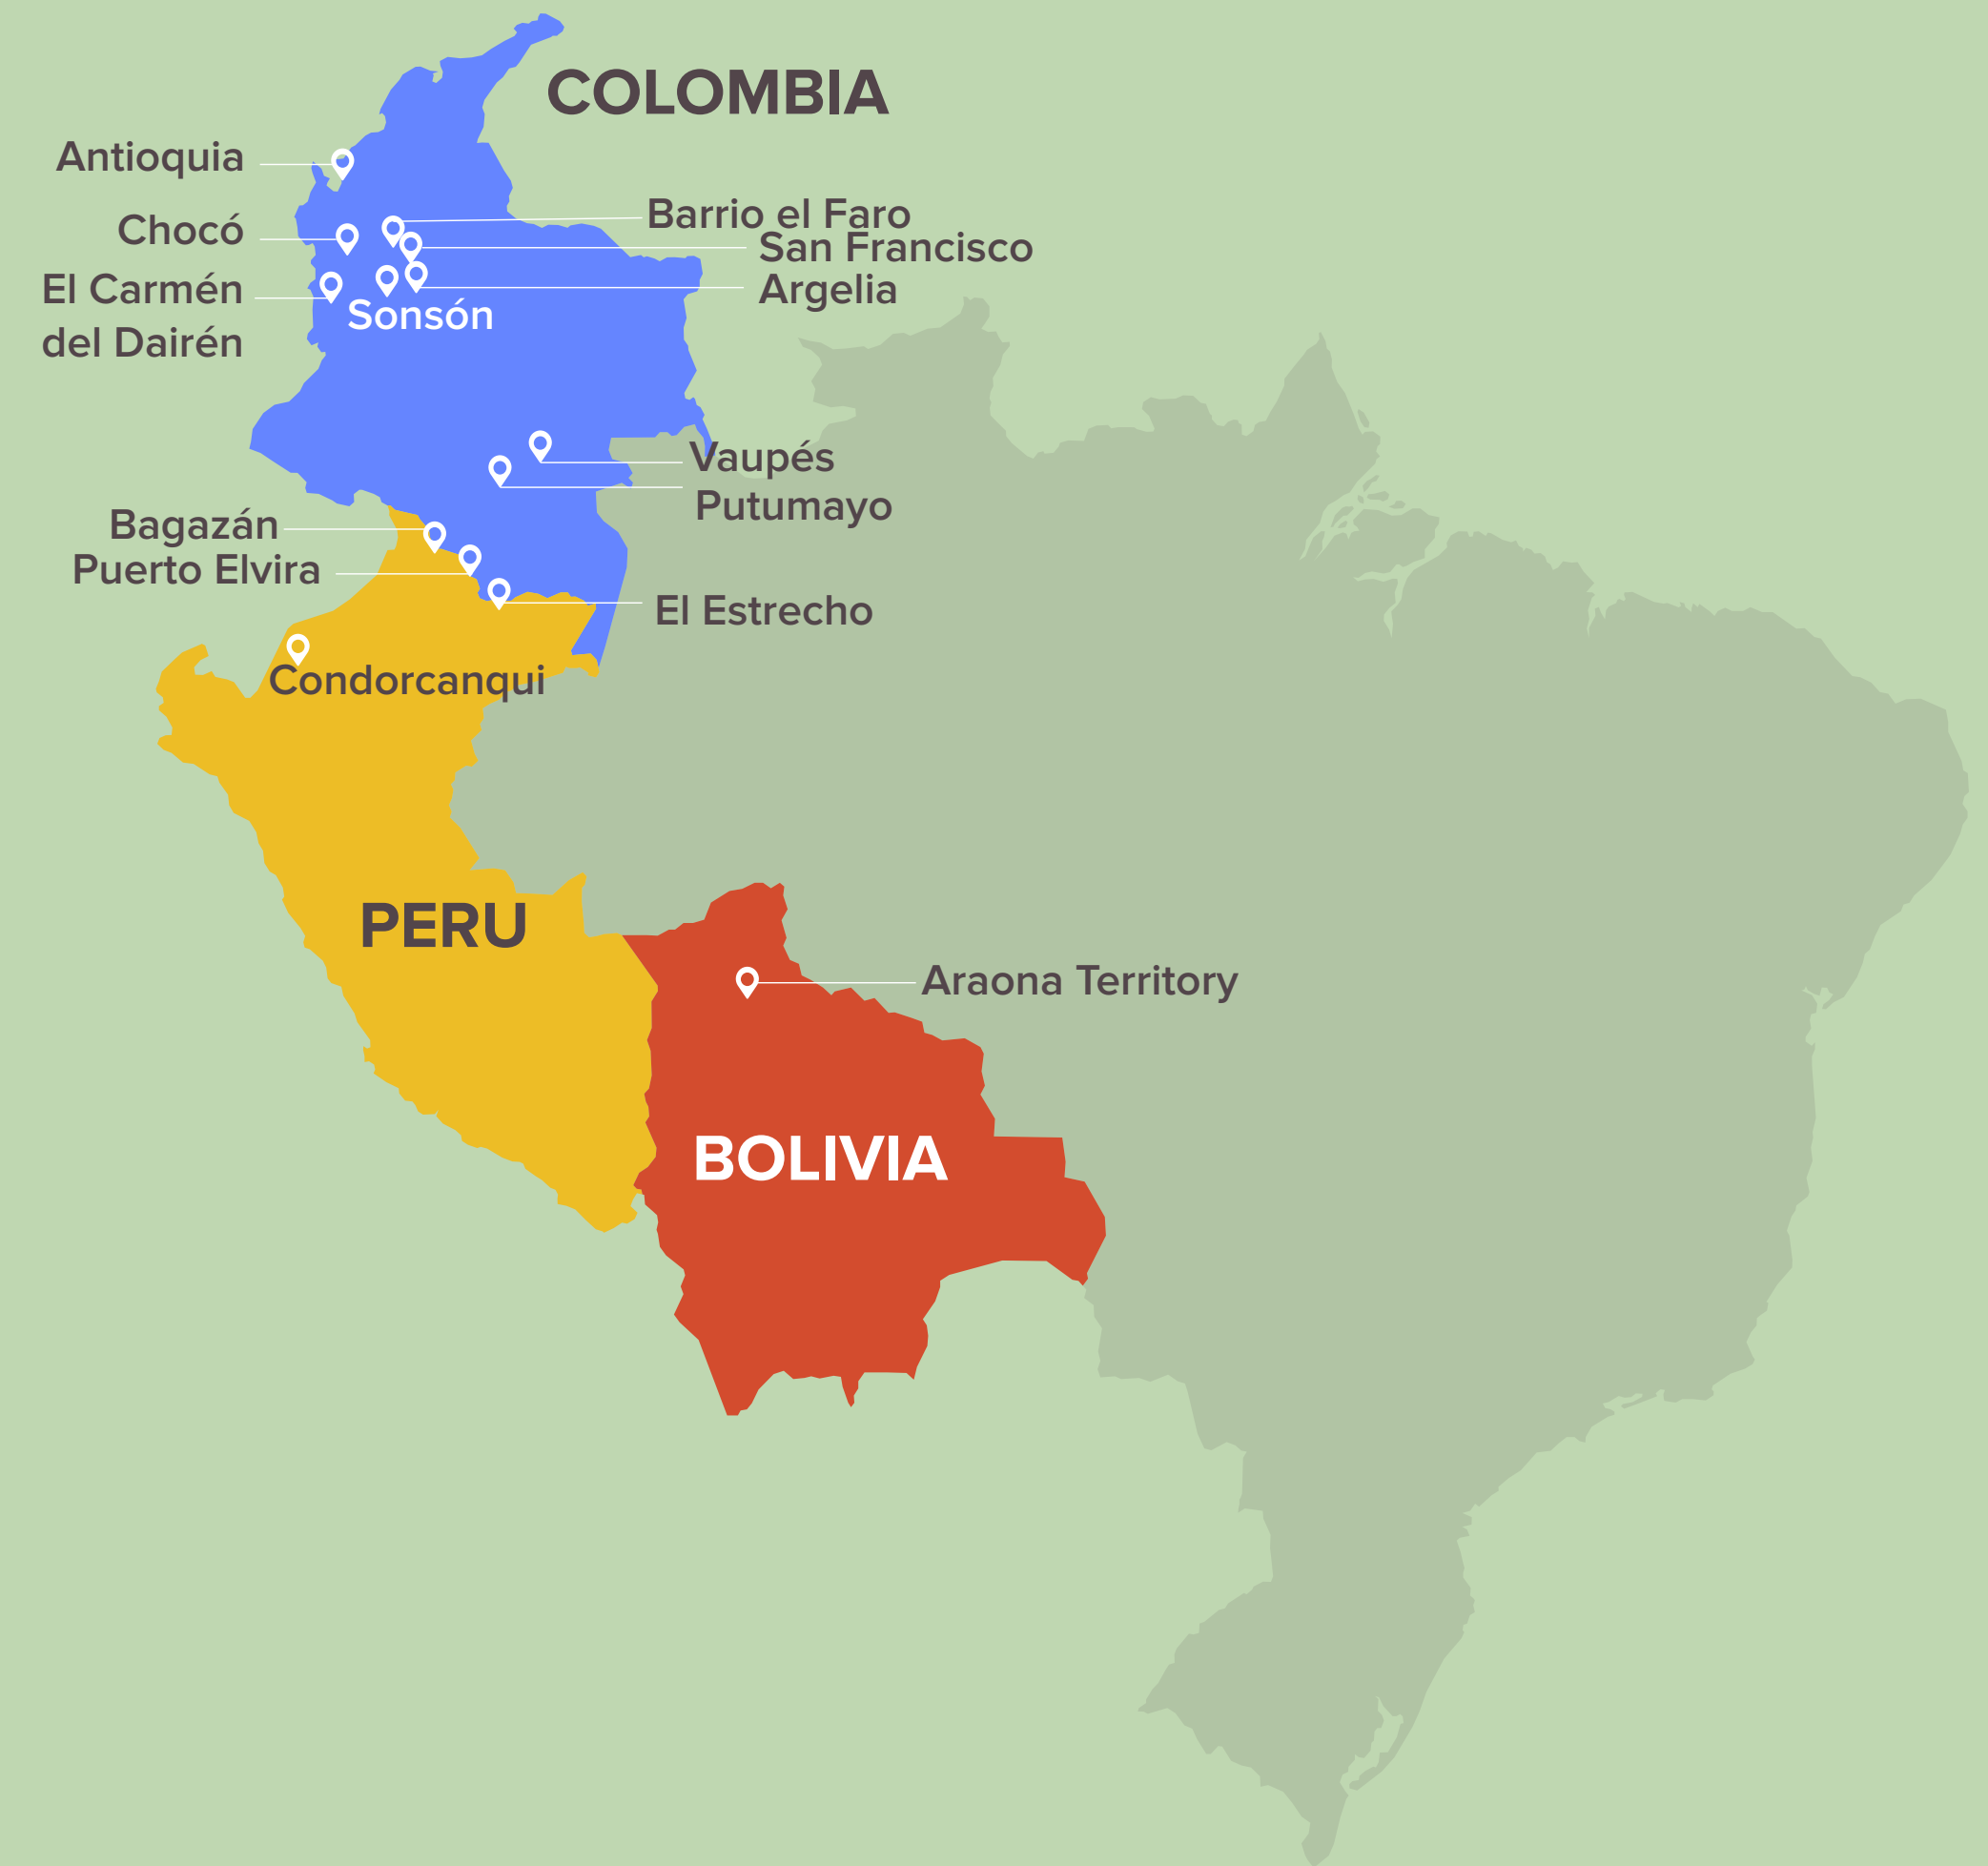 COLOMBIA
Antioquia
Barrio el Faro
Chocó
San Francisco
El Carmén
del Dairén
Argelia
Sonsón
Vaupés
Putumayo
Bagazán
Puerto Elvira
El Estrecho
Condorcanqui
PERU
Araona Territory
BOLIVIA